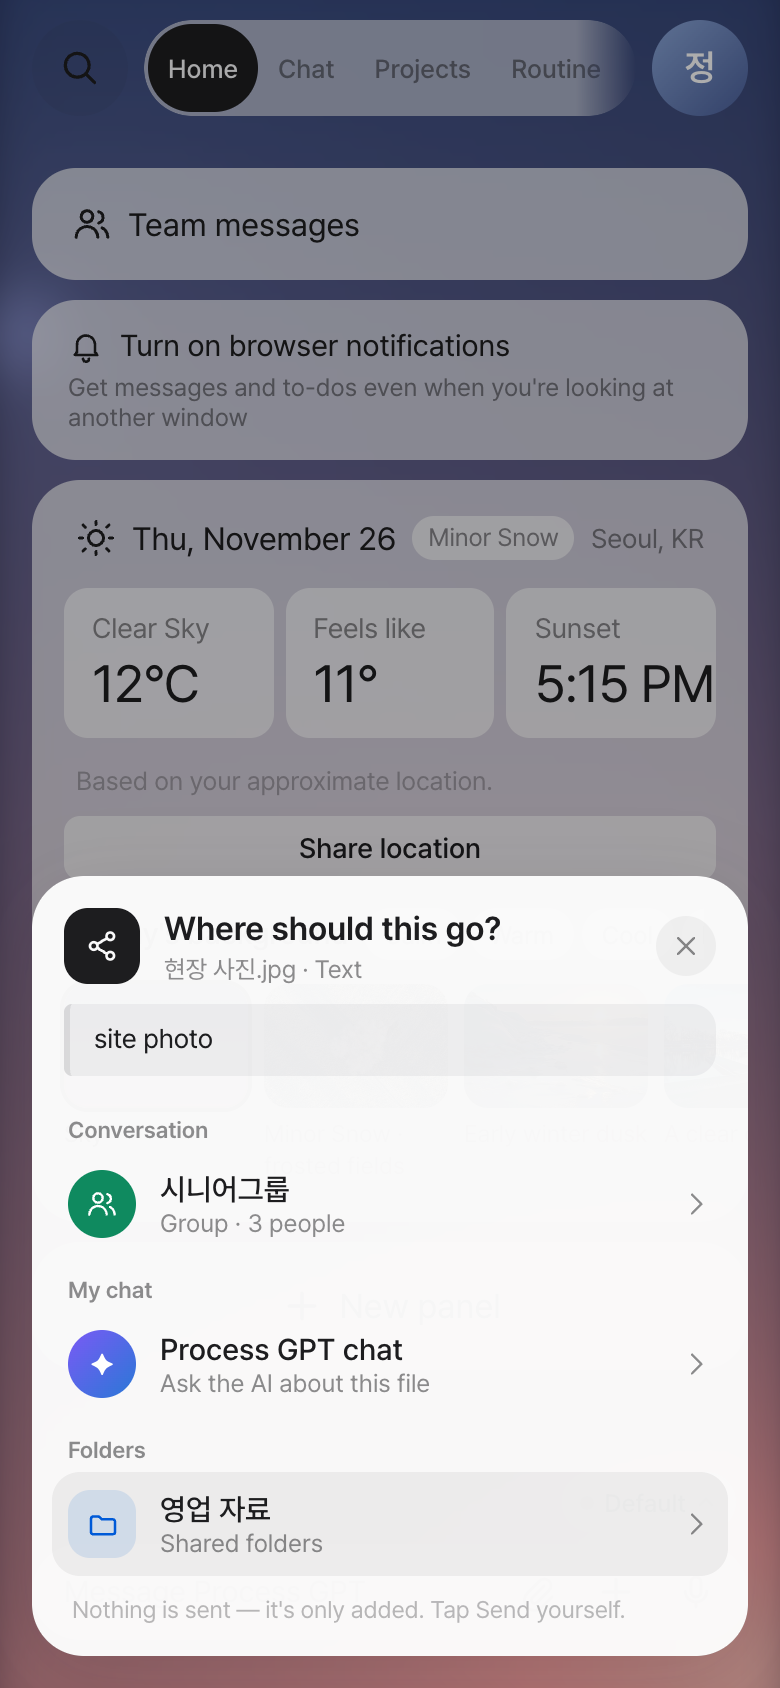 Home
Chat
Projects
Routine
정
Team messages
Turn on browser notifications
Get messages and to-dos even when you're looking at
another window
Thu, November 26
Minor Snow
Seoul, KR
Clear Sky
Feels like
Sunset
12°C
11°
5:15 PM
Based on your approximate location.
Share location
Where should this go?
현장 사진.jpg · Text
site photo
Conversation
시니어그룹
Group · 3 people
My chat
New panel
Process GPT chat
Ask the AI about this file
Folders
영업 자료
Shared folders
Default
Nothing is sent — it's only added. Tap Send yourself.